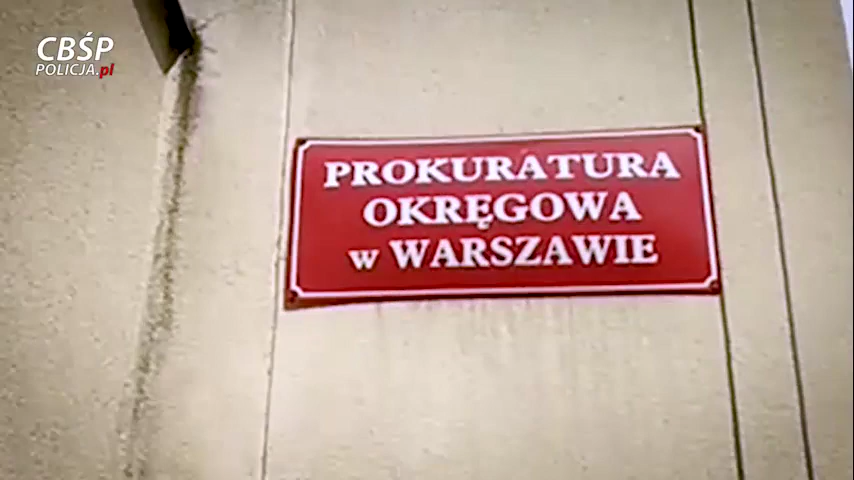 CBŚP
POLICJA.pl
PROKURATURA
OKRĘGOWA
w WARSZAWIE